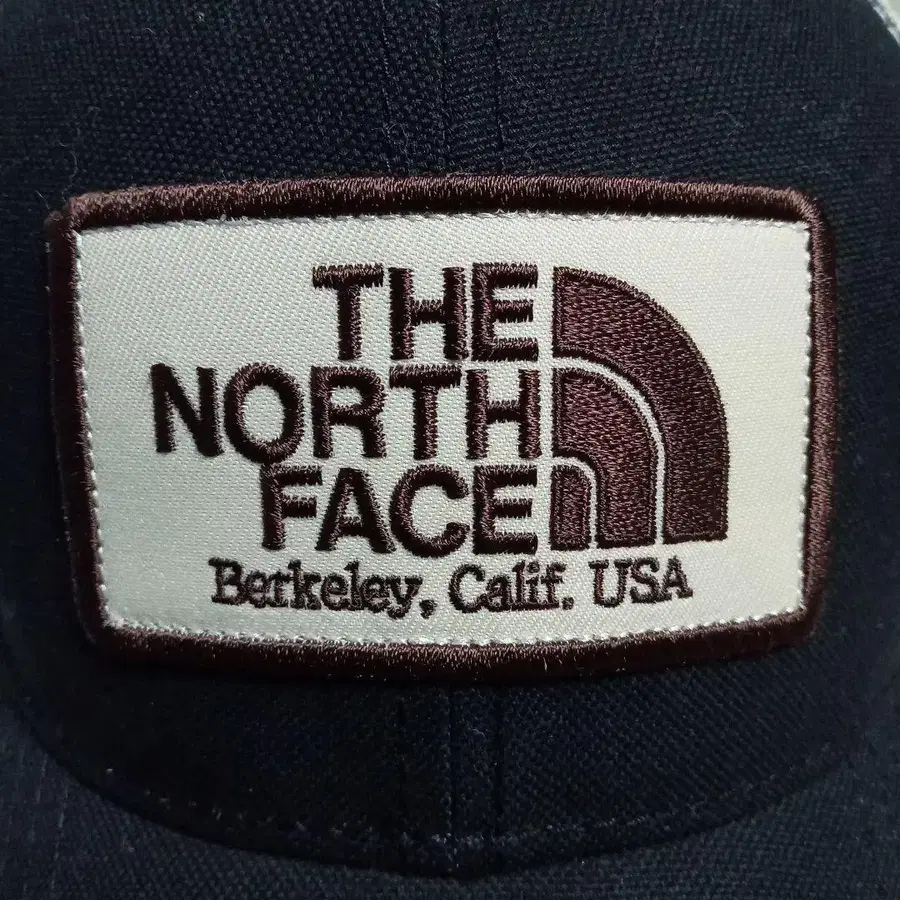 THE
NORTH
FACE
Berkeley, Calif. USA